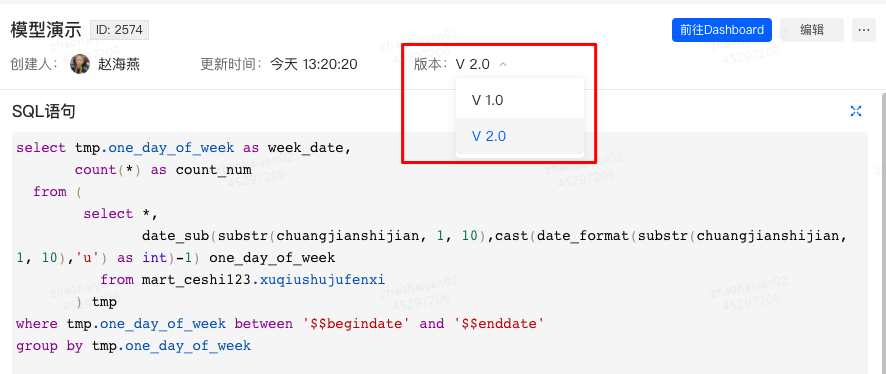 模型演示 ID: 2574 前往Dashboard 编辑 ...
创建人： 赵海燕 更新时间：今天 13:20:20 版本：V 2.0
V 1.0
V 2.0
SQL语句
select tmp.one_day_of_week as week_date,
count(*) as count_num
from (
select *,
date_sub(substr(chuangjianshijian, 1, 10),cast(date_format(substr(chuangjianshijian,
1, 10),'u') as int)-1) one_day_of_week
from mart_ceshi123.xuqiushujufenxi
) tmp
where tmp.one_day_of_week between '$$begindate' and '$$enddate'
group by tmp.one_day_of_week
zhaohaiyan02
45297206